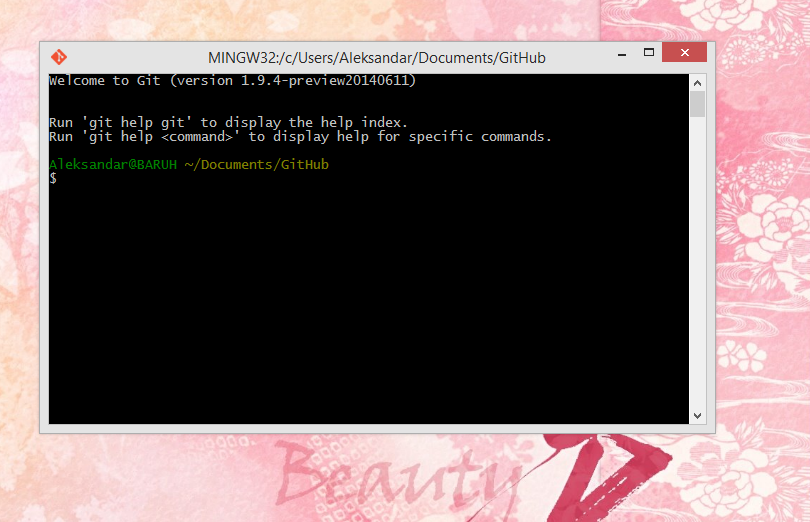 MINGW32:/c/Users/Aleksandar/Documents/GitHub
Welcome to Git (version 1.9.4-preview20140611)
Run 'git help git' to display the help index.
Run 'git help <command>' to display help for specific commands.
Aleksandar@BARUH ~/Documents/GitHub
$
Beauty